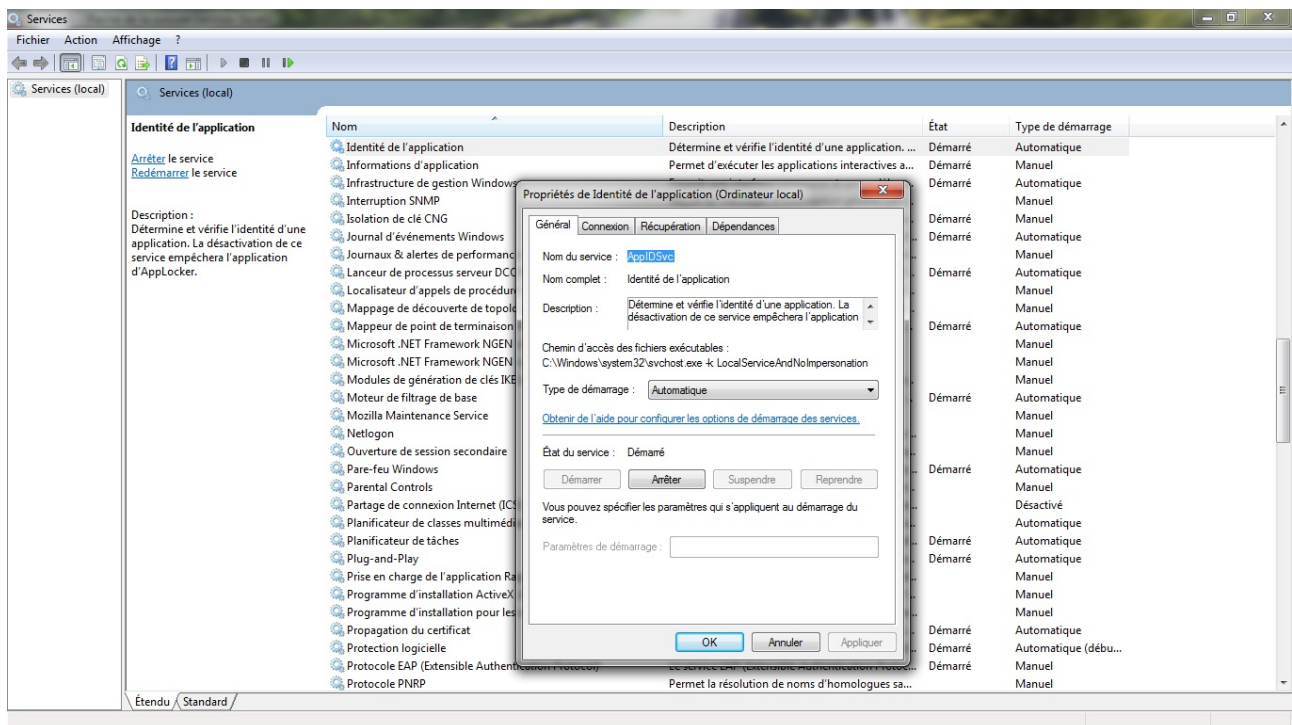 Services
Fichier Action Affichage ?
Services (local)
Services (local)
Identité de l'application
Arrêter le service
Redémarrer le service
Description :
Détermine et vérifie l'identité d'une
application. La désactivation de ce
service empêchera l'application
d'AppLocker.
Nom Description État Type de démarrage
Identité de l'application Détermine et vérifie l'identité d'une application. ... Démarré Automatique
Informations d'application Permet d'exécuter les applications interactives a... Démarré Manuel
Infrastructure de gestion Windows Démarré Automatique
Interruption SNMP Manuel
Isolation de clé CNG Démarré Manuel
Journal d'événements Windows Démarré Automatique
Journaux & alertes de performanc Manuel
Lanceur de processus serveur DCO Démarré Automatique
Localisateur d'appels de procédur Manuel
Mappage de découverte de topolo Manuel
Mappeur de point de terminaison Démarré Automatique
Microsoft .NET Framework NGEN Manuel
Microsoft .NET Framework NGEN Manuel
Modules de génération de clés IKE Manuel
Moteur de filtrage de base Démarré Automatique
Mozilla Maintenance Service Manuel
Netlogon Manuel
Ouverture de session secondaire Manuel
Pare-feu Windows Démarré Automatique
Parental Controls Manuel
Partage de connexion Internet (ICS Désactivé
Planificateur de classes multimédi Automatique
Planificateur de tâches Démarré Automatique
Plug-and-Play Démarré Automatique
Prise en charge de l'application Ra Manuel
Programme d'installation ActiveX Manuel
Programme d'installation pour les Manuel
Propagation du certificat Démarré Automatique
Protection logicielle Démarré Automatique (débu...
Protocole EAP (Extensible Authentication Protocol) Le service EAP (Extensible Authentication Protoc... Démarré Manuel
Protocole PNRP Permet la résolution de noms d'homologues sa... Manuel
Étendu Standard
Propriétés de Identité de l'application (Ordinateur local)
Général Connexion Récupération Dépendances
Nom du service : AppIDSvc
Nom complet : Identité de l'application
Description : Détermine et vérifie l'identité d'une application. La
désactivation de ce service empêchera l'application
Chemin d'accès des fichiers exécutables :
C:\Windows\system32\svchost.exe -k LocalServiceAndNoImpersonation
Type de démarrage : Automatique
Obtenir de l'aide pour configurer les options de démarrage des services.
État du service : Démarré
Démarrer Arrêter Suspendre Reprendre
Vous pouvez spécifier les paramètres qui s'appliquent au démarrage du
service.
Paramètres de démarrage :
OK Annuler Appliquer